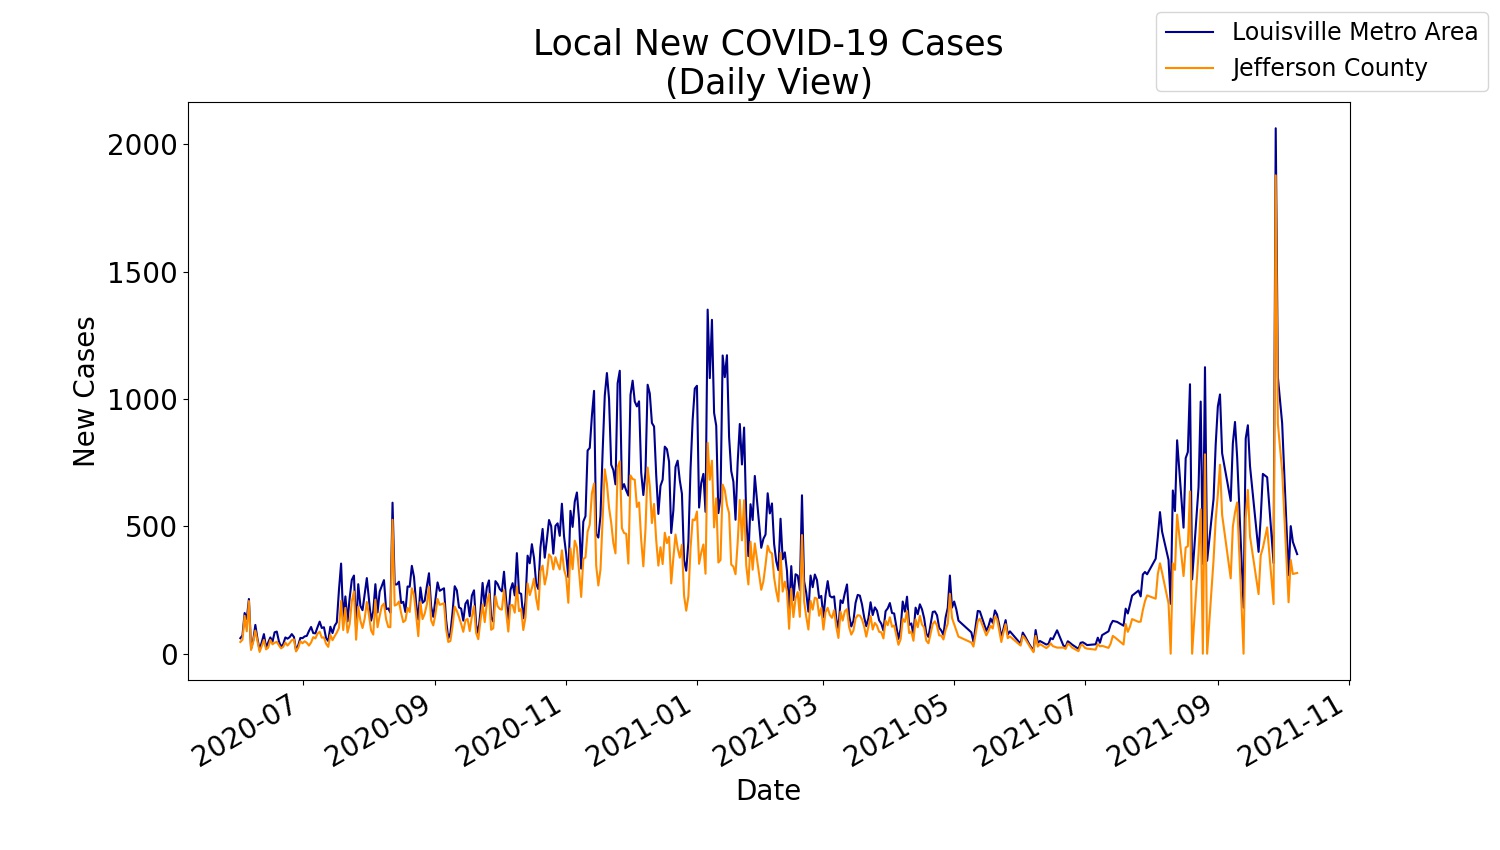 Local New COVID-19 Cases
(Daily View)
Louisville Metro Area
Jefferson County
New Cases
2000
1500
1000
500
0
2020-07
2020-09
2020-11
2021-01
2021-03
2021-05
2021-07
2021-09
2021-11
Date